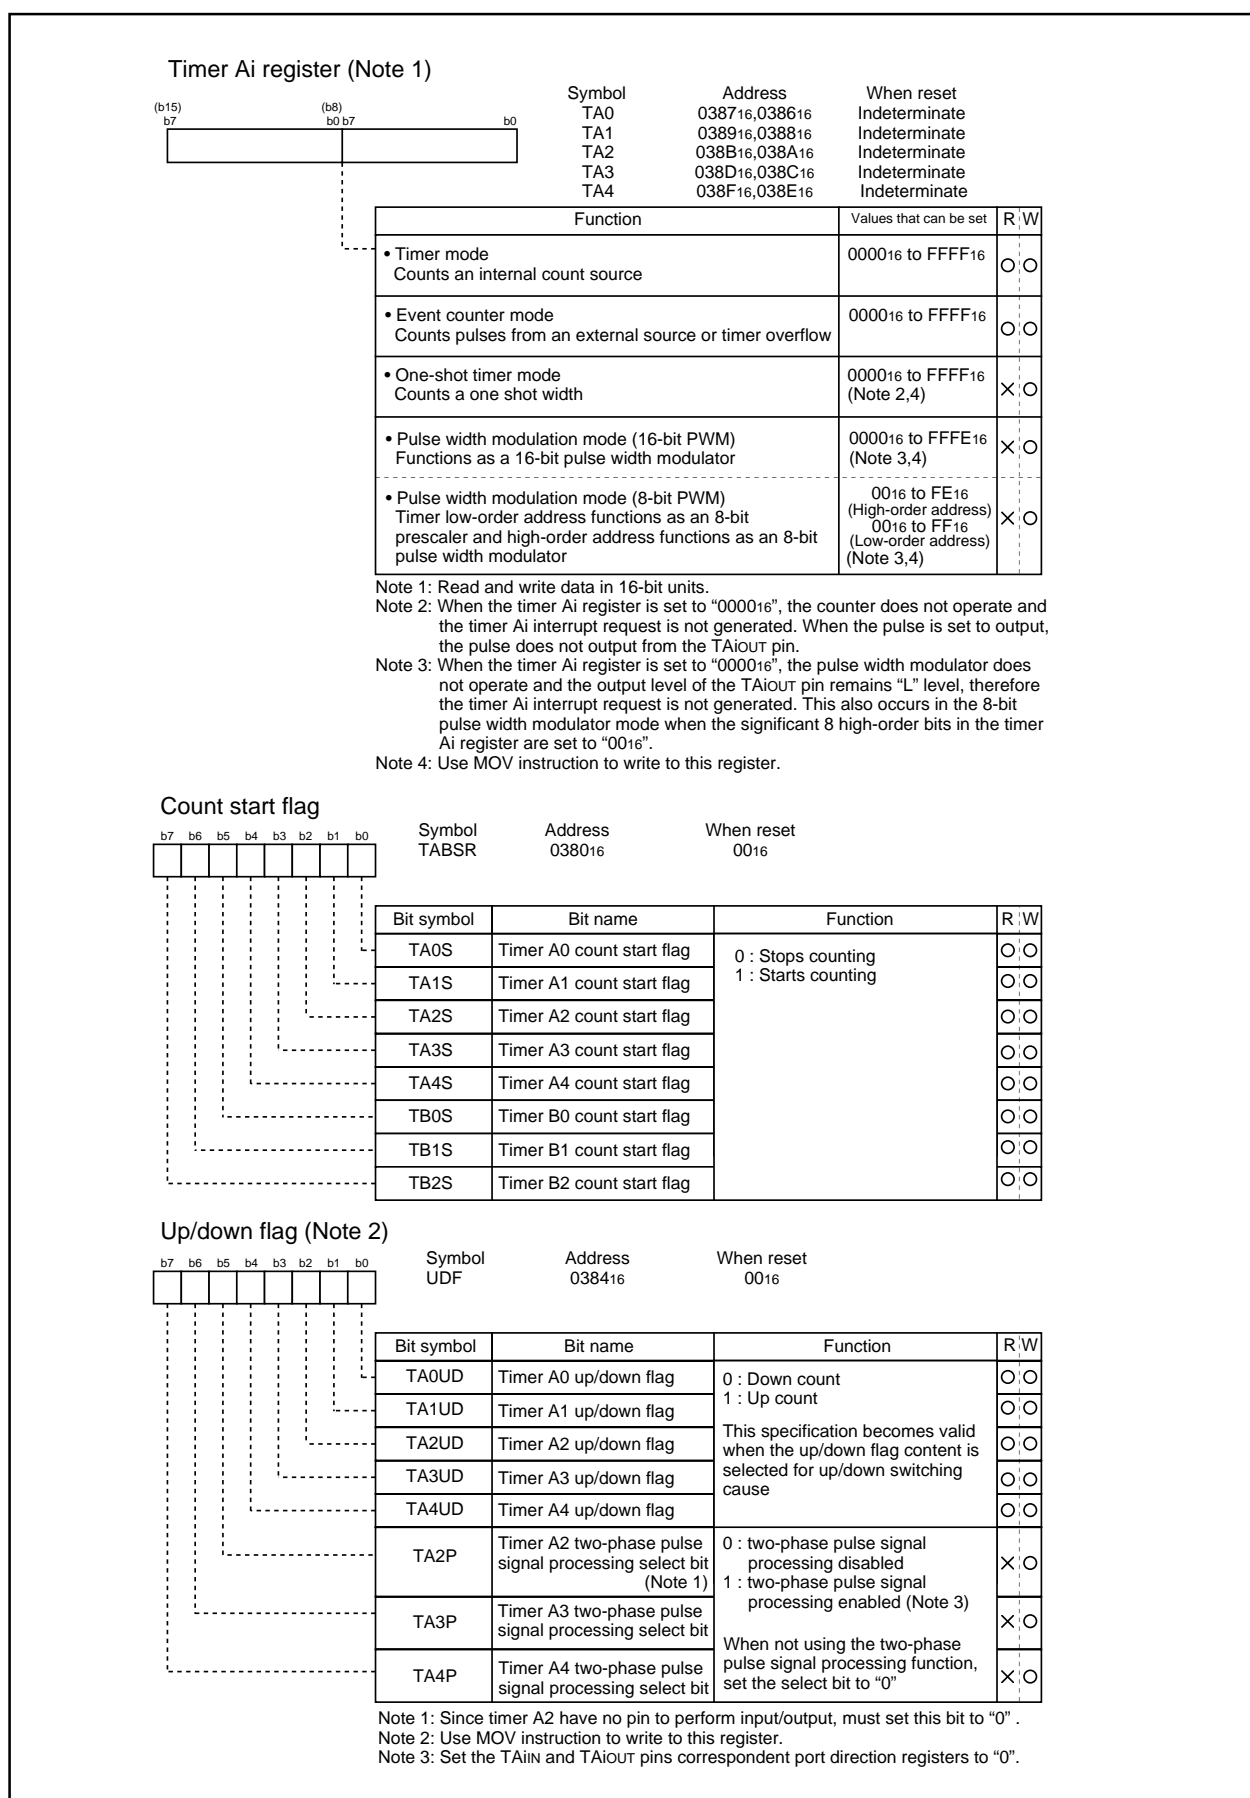 Timer Ai register (Note 1)
Symbol Address When reset
TA0 038716,038616 Indeterminate
TA1 038916,038816 Indeterminate
TA2 038B16,038A16 Indeterminate
TA3 038D16,038C16 Indeterminate
TA4 038F16,038E16 Indeterminate
(b15) (b8)
b7 b0 b7 b0
Function Values that can be set R W
• Timer mode 000016 to FFFF16
Counts an internal count source
• Event counter mode 000016 to FFFF16
Counts pulses from an external source or timer overflow
• One-shot timer mode 000016 to FFFF16
Counts a one shot width (Note 2,4)
• Pulse width modulation mode (16-bit PWM) 000016 to FFFE16
Functions as a 16-bit pulse width modulator (Note 3,4)
• Pulse width modulation mode (8-bit PWM)
Timer low-order address functions as an 8-bit
prescaler and high-order address functions as an 8-bit
pulse width modulator
0016 to FE16
(High-order address)
0016 to FF16
(Low-order address)
(Note 3,4)
Note 1: Read and write data in 16-bit units.
Note 2: When the timer Ai register is set to “000016”, the counter does not operate and
the timer Ai interrupt request is not generated. When the pulse is set to output,
the pulse does not output from the TAiOUT pin.
Note 3: When the timer Ai register is set to “000016”, the pulse width modulator does
not operate and the output level of the TAiOUT pin remains “L” level, therefore
the timer Ai interrupt request is not generated. This also occurs in the 8-bit
pulse width modulator mode when the significant 8 high-order bits in the timer
Ai register are set to “0016”.
Note 4: Use MOV instruction to write to this register.
Count start flag
b7 b6 b5 b4 b3 b2 b1 b0
Symbol Address When reset
TABSR 038016 0016
Bit symbol Bit name Function R W
TA0S Timer A0 count start flag
TA1S Timer A1 count start flag
TA2S Timer A2 count start flag
TA3S Timer A3 count start flag
TA4S Timer A4 count start flag
TB0S Timer B0 count start flag
TB1S Timer B1 count start flag
TB2S Timer B2 count start flag
0 : Stops counting
1 : Starts counting
Up/down flag (Note 2)
b7 b6 b5 b4 b3 b2 b1 b0
Symbol Address When reset
UDF 038416 0016
Bit symbol Bit name Function R W
TA0UD Timer A0 up/down flag
TA1UD Timer A1 up/down flag
TA2UD Timer A2 up/down flag
TA3UD Timer A3 up/down flag
TA4UD Timer A4 up/down flag
0 : Down count
1 : Up count
This specification becomes valid
when the up/down flag content is
selected for up/down switching
cause
TA2P Timer A2 two-phase pulse
signal processing select bit
(Note 1)
TA3P Timer A3 two-phase pulse
signal processing select bit
TA4P Timer A4 two-phase pulse
signal processing select bit
0 : two-phase pulse signal
processing disabled
1 : two-phase pulse signal
processing enabled (Note 3)
When not using the two-phase
pulse signal processing function,
set the select bit to “0”
Note 1: Since timer A2 have no pin to perform input/output, must set this bit to “0” .
Note 2: Use MOV instruction to write to this register.
Note 3: Set the TAiIN and TAiOUT pins correspondent port direction registers to “0”.